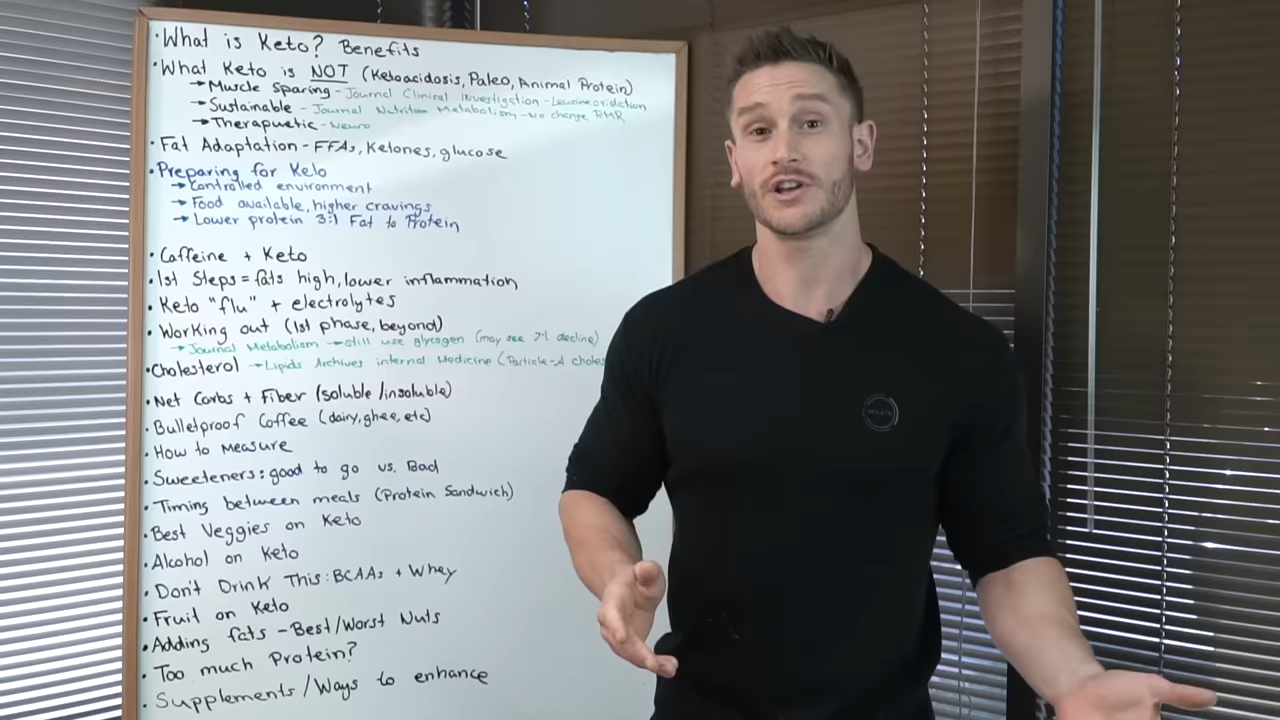 • What is Keto? Benefits
• What Keto is NOT (Ketoacidosis, Paleo, Animal Protein)
→ Muscle Sparing - Journal Clinical Investigation - Leucine oxidation
→ Sustainable - Journal Nutrition Metabolism - No change RMR
→ Therapuetic - Neuro
• Fat Adaptation - FFAs, Ketones, glucose
• Preparing for Keto
→ Controlled environment
→ Food available, higher cravings
→ Lower protein 3:1 Fat to Protein
• Caffeine + Keto
• 1st Steps = fats high, lower inflammation
• Keto "flu" + electrolytes
• Working out (1st phase, beyond)
→ Journal Metabolism → still use glycogen (may see 7% decline)
• Cholesterol → Lipids Archives internal Medicine (Particle-A choles
• Net Carbs + Fiber (soluble/insoluble)
• Bulletproof Coffee (dairy, ghee, etc)
• How to Measure
• Sweeteners: good to go vs. Bad
• Timing between meals (Protein Sandwich)
• Best Veggies on Keto
• Alcohol on Keto
• Don't Drink This: BCAAs + Whey
• Fruit on Keto
• Adding fats - Best/Worst Nuts
• Too much Protein?
• Supplements/Ways to enhance